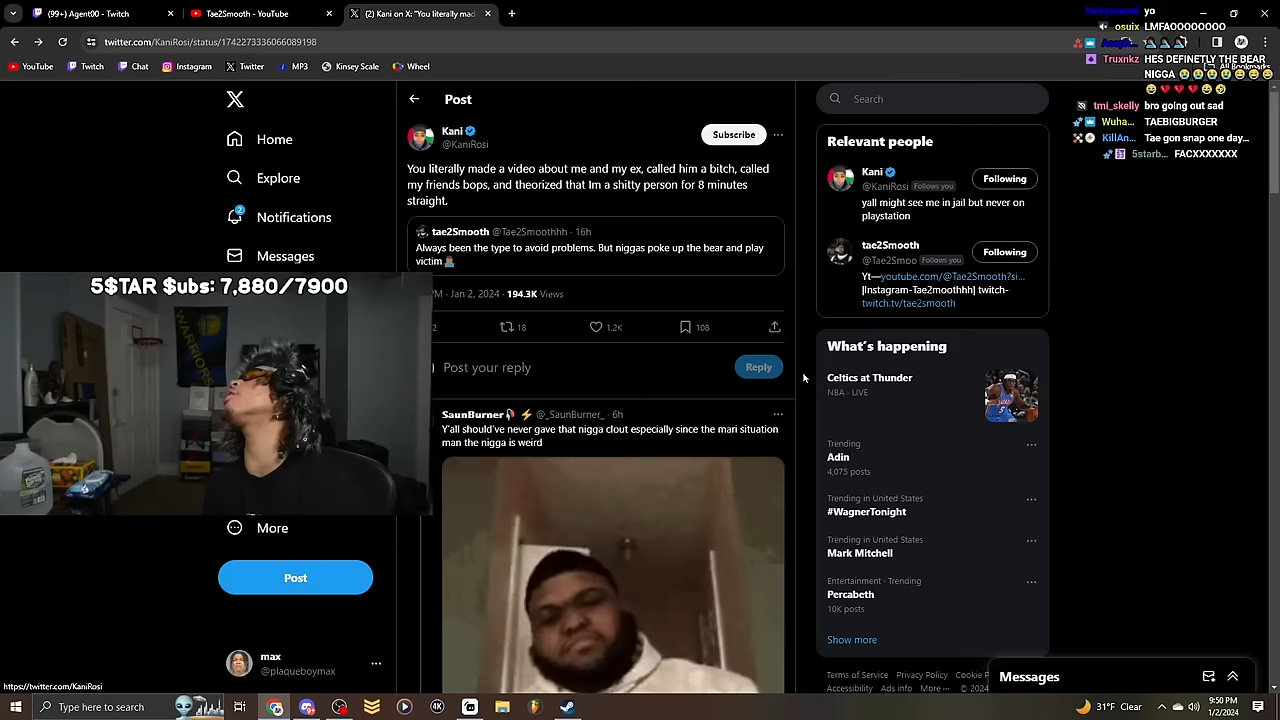 (99+) Agent00 - Twitch
Tae2Smooth - YouTube
(2) Kani on X: "You literally made
twitter.com/KaniRosi/status/1742273336066089198
YouTube
Twitch
Chat
Instagram
Twitter
MP3
Kinsey Scale
Wheel
All Bookmarks
Home
Explore
2
Notifications
Messages
5$TAR $ubs: 7,880/7900
More
Post
max
@plaqueboymax
https://twitter.com/KaniRosi
Post
Kani
@KaniRosi
Subscribe
You literally made a video about me and my ex, called him a bitch, called
my friends bops, and theorized that Im a shitty person for 8 minutes
straight.
tae2Smooth @Tae2Smoothhh · 16h
Always been the type to avoid problems. But niggas poke up the bear and play
victim
PM · Jan 2, 2024 · 194.3K Views
2
18
1.2K
108
Post your reply
Reply
SaunBurner @_SaunBurner_ · 6h
Y'all should've never gave that nigga clout especially since the mari situation
man the nigga is weird
WARRIORS
Search
Relevant people
Kani
@KaniRosi Follows you
Following
yall might see me in jail but never on
playstation
tae2Smooth
@Tae2Smoo Follows you
Following
Yt—youtube.com/@Tae2Smooth?si...
|Instagram-Tae2moothhh| twitch-
twitch.tv/tae2smooth
What's happening
Celtics at Thunder
NBA · LIVE
Trending
Adin
4,075 posts
Trending in United States
#WagnerTonight
Trending in United States
Mark Mitchell
Entertainment · Trending
Percabeth
10K posts
Show more
Terms of Service Privacy Policy Cookie P
Accessibility Ads info More ··· © 2024
Messages
yo
osuix LMFAOOOOOOOO
Truxnkz HES DEFINETLY THE BEAR
NIGGA
tmi_skelly bro going out sad
Wuha... TAEBIGBURGER
KillAn... Tae gon snap one day...
5starb... FACXXXXXXX
Type here to search
31°F Clear
9:50 PM
1/2/2024